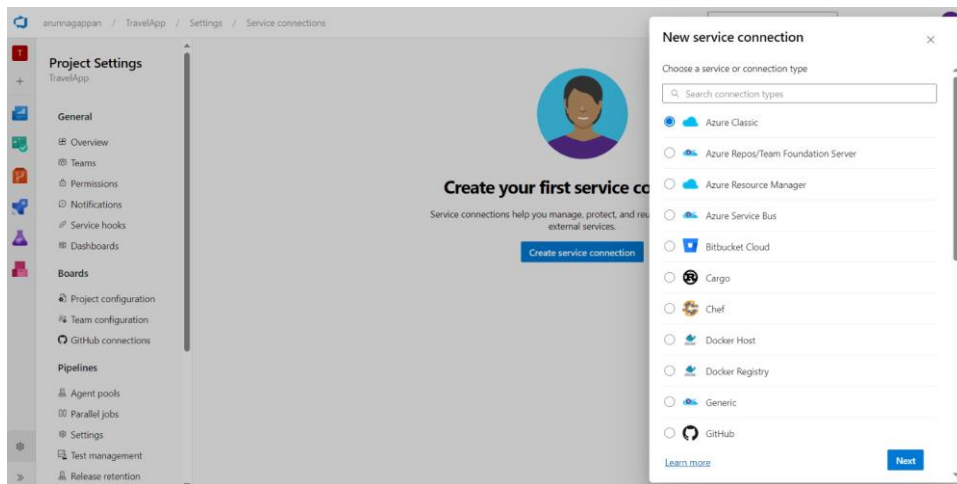 arunnagappan / TravelApp / Settings / Service connections
T
Project Settings
TravelApp
General
Overview
Teams
Permissions
Notifications
Service hooks
Dashboards
Boards
Project configuration
Team configuration
GitHub connections
Pipelines
Agent pools
Parallel jobs
Settings
Test management
Release retention
Create your first service co
Service connections help you manage, protect, and reu
external services.
Create service connection
New service connection
Choose a service or connection type
Search connection types
Azure Classic
Azure Repos/Team Foundation Server
Azure Resource Manager
Azure Service Bus
Bitbucket Cloud
Cargo
Chef
Docker Host
Docker Registry
Generic
GitHub
Learn more
Next